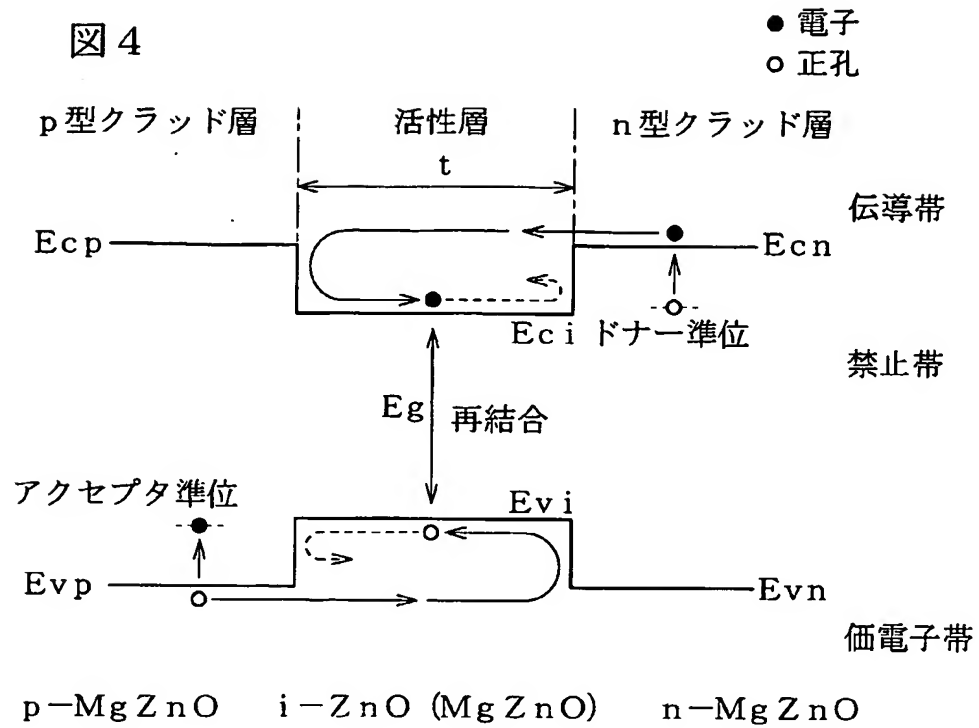 図4
● 電子
○ 正孔
p型クラッド層 活性層 n型クラッド層
t
伝導帯
Ecp Ecn
Eci ドナー準位
禁止帯
Eg 再結合
アクセプタ準位 Evi
Evp Evn
価電子帯
p－MgZnO i－ZnO (MgZnO) n－MgZnO